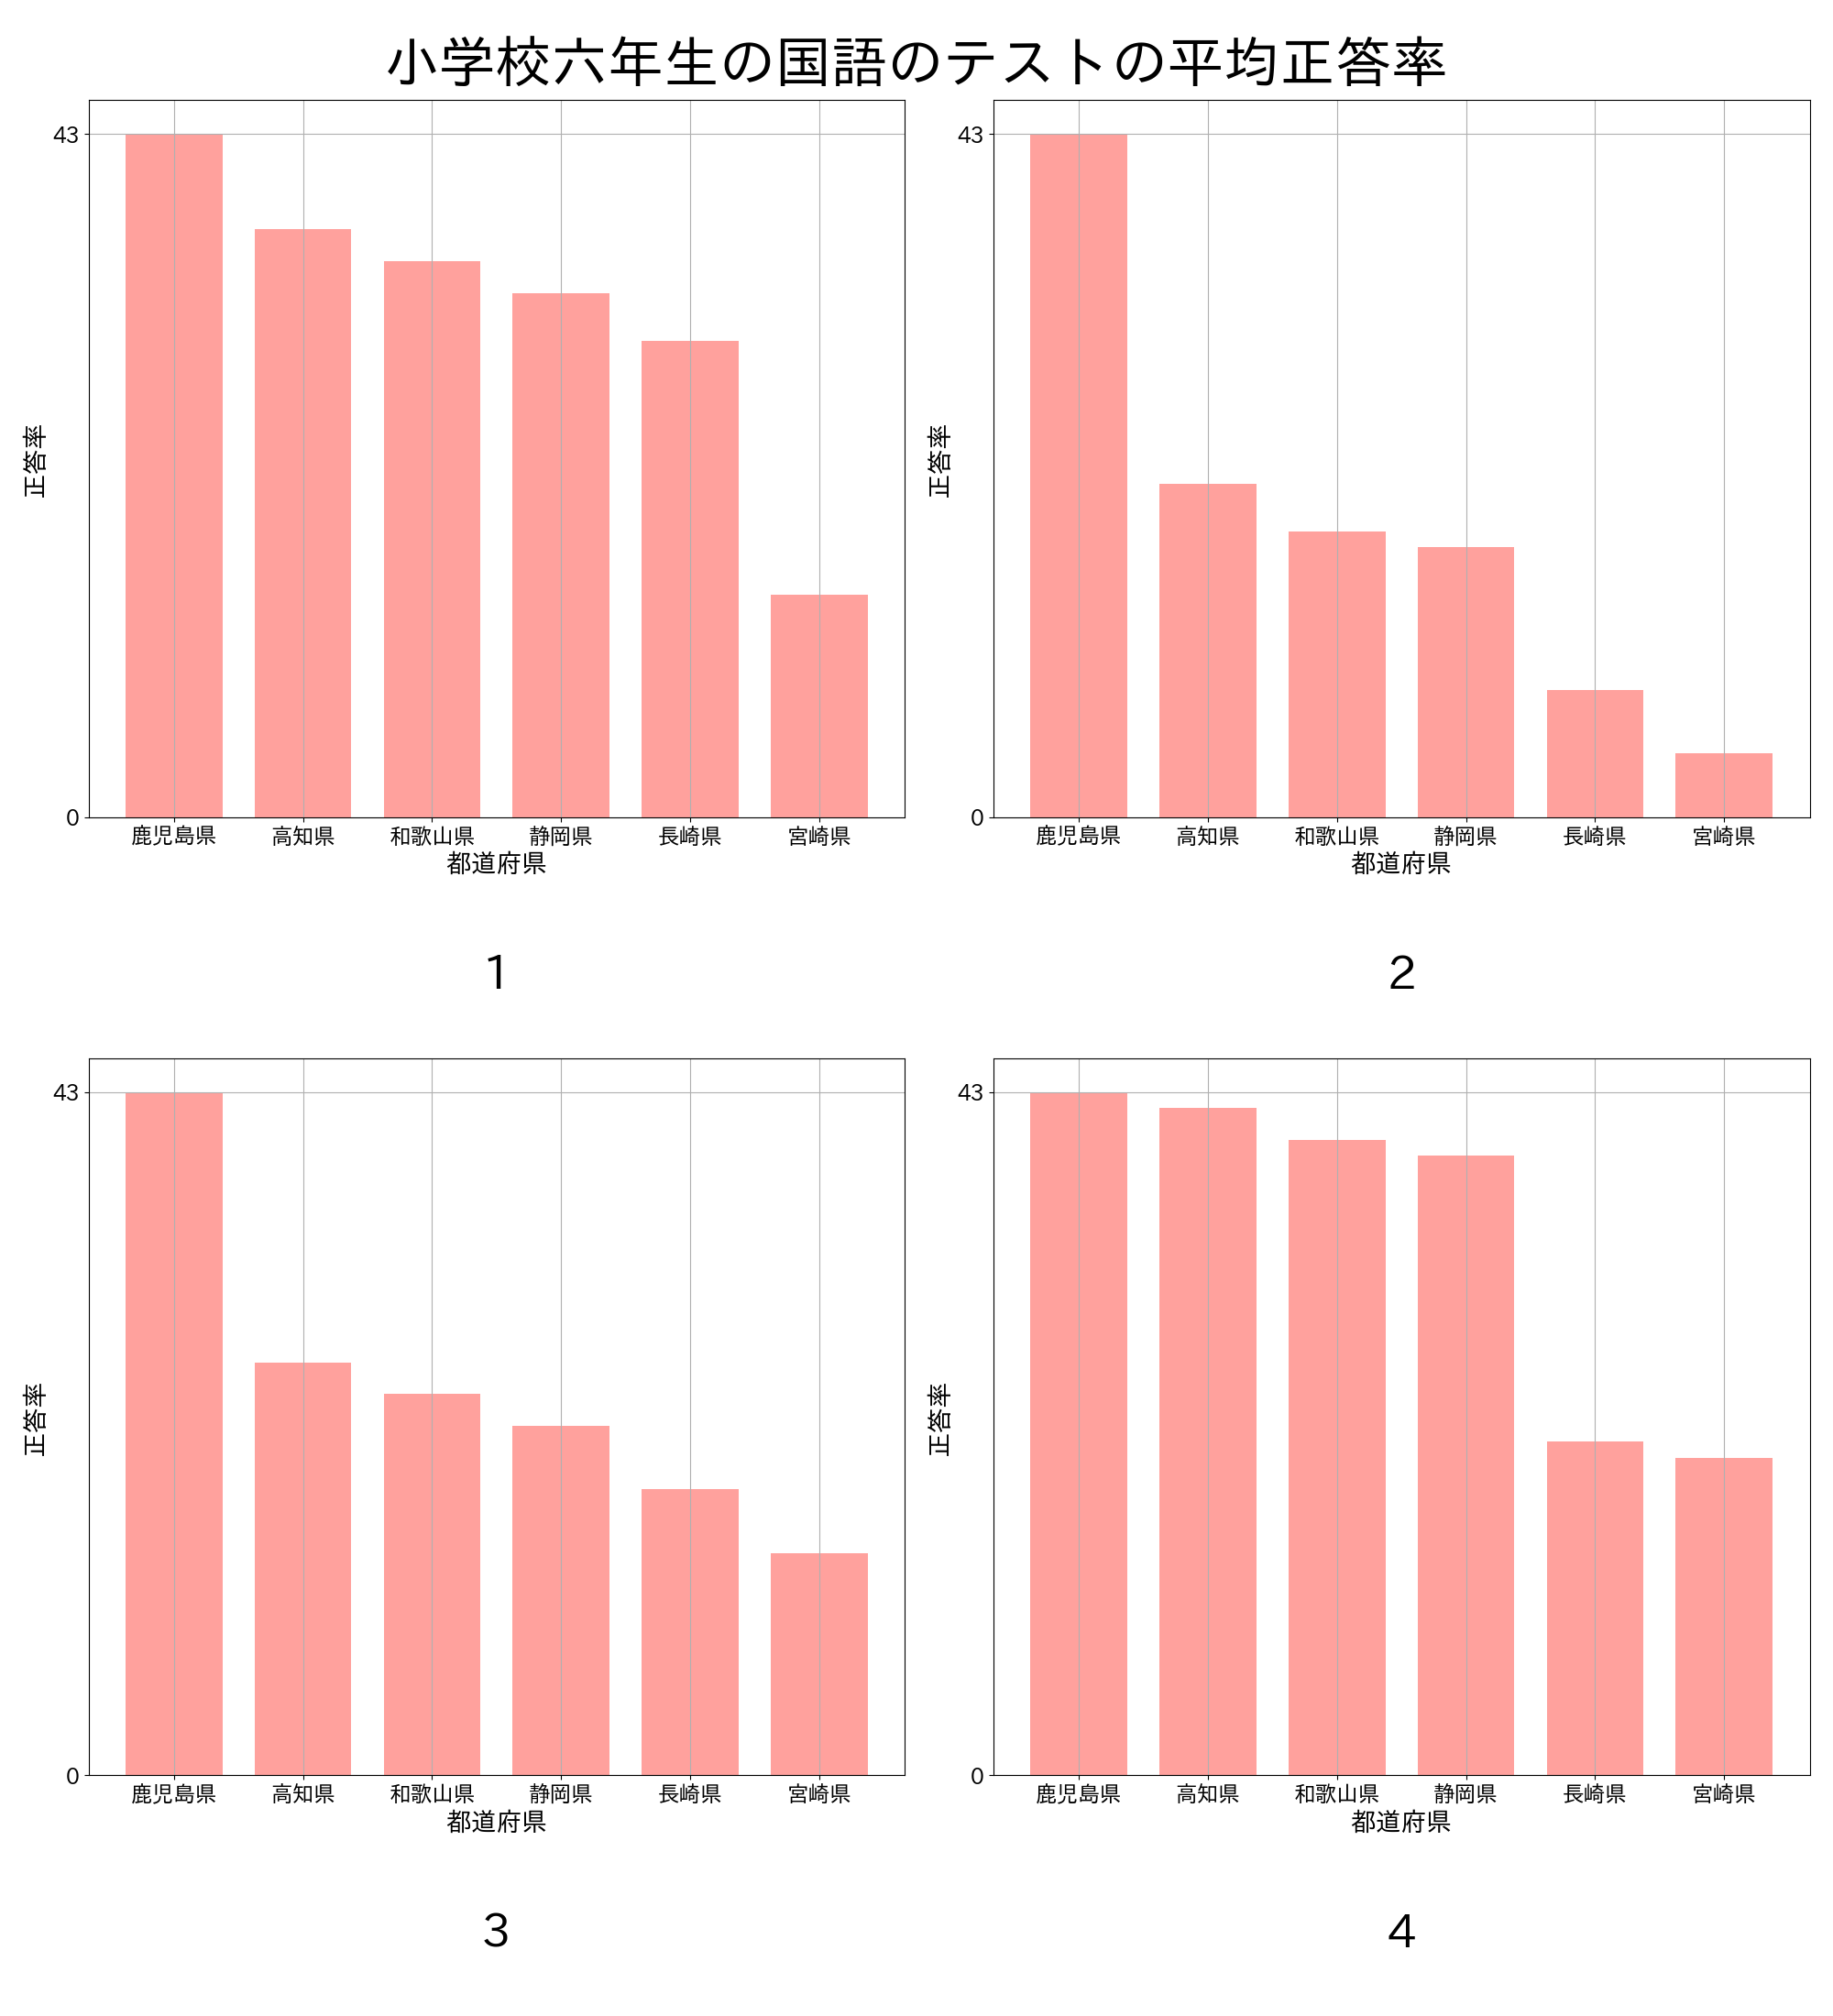 小学校六年生の国語のテストの平均正答率
43
0
正答率
鹿児島県 高知県 和歌山県 静岡県 長崎県 宮崎県
都道府県
1
43
0
正答率
鹿児島県 高知県 和歌山県 静岡県 長崎県 宮崎県
都道府県
2
43
0
正答率
鹿児島県 高知県 和歌山県 静岡県 長崎県 宮崎県
都道府県
3
43
0
正答率
鹿児島県 高知県 和歌山県 静岡県 長崎県 宮崎県
都道府県
4